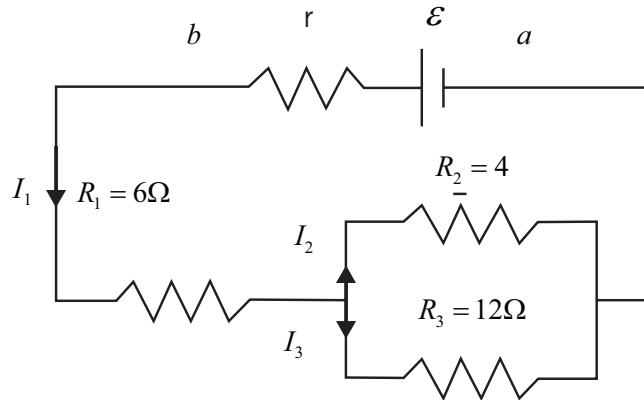 b r ε a
R₂ = 4
I₁ R₁ = 6Ω
I₂
R₃ = 12Ω
I₃